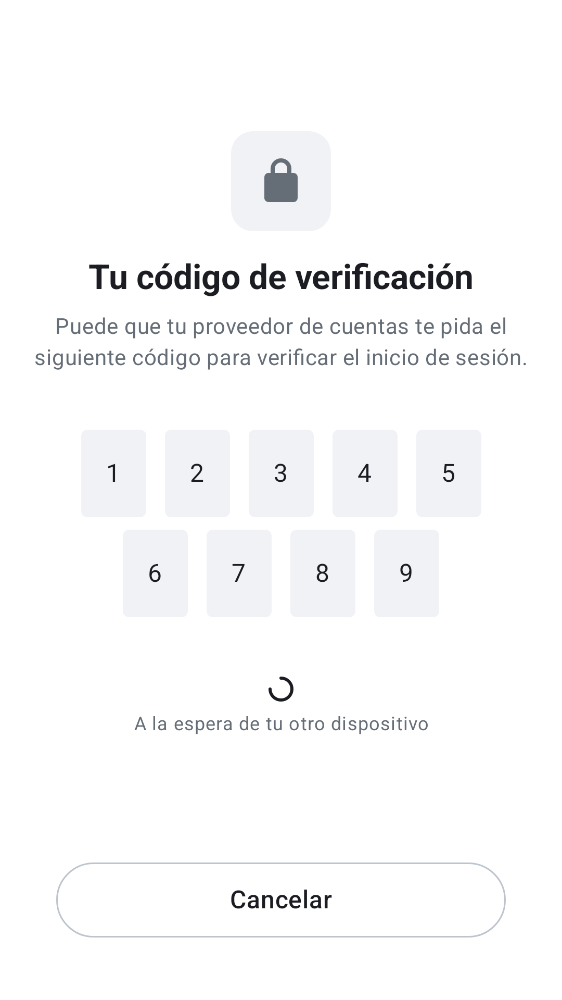 Tu código de verificación
Puede que tu proveedor de cuentas te pida el
siguiente código para verificar el inicio de sesión.
1 2 3 4 5
6 7 8 9
A la espera de tu otro dispositivo
Cancelar